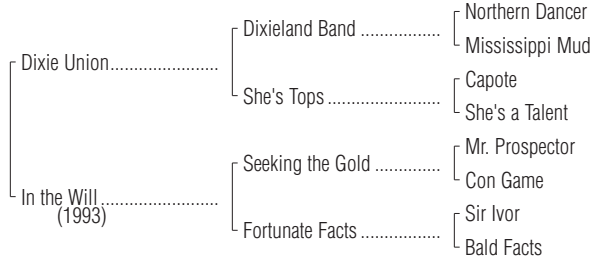 Northern Dancer
Dixieland Band ..................
Mississippi Mud
Dixie Union........................
Capote
She's Tops .........................
She's a Talent
Mr. Prospector
Seeking the Gold ...............
Con Game
In the Will..........................
(1993)
Sir Ivor
Fortunate Facts ..................
Bald Facts